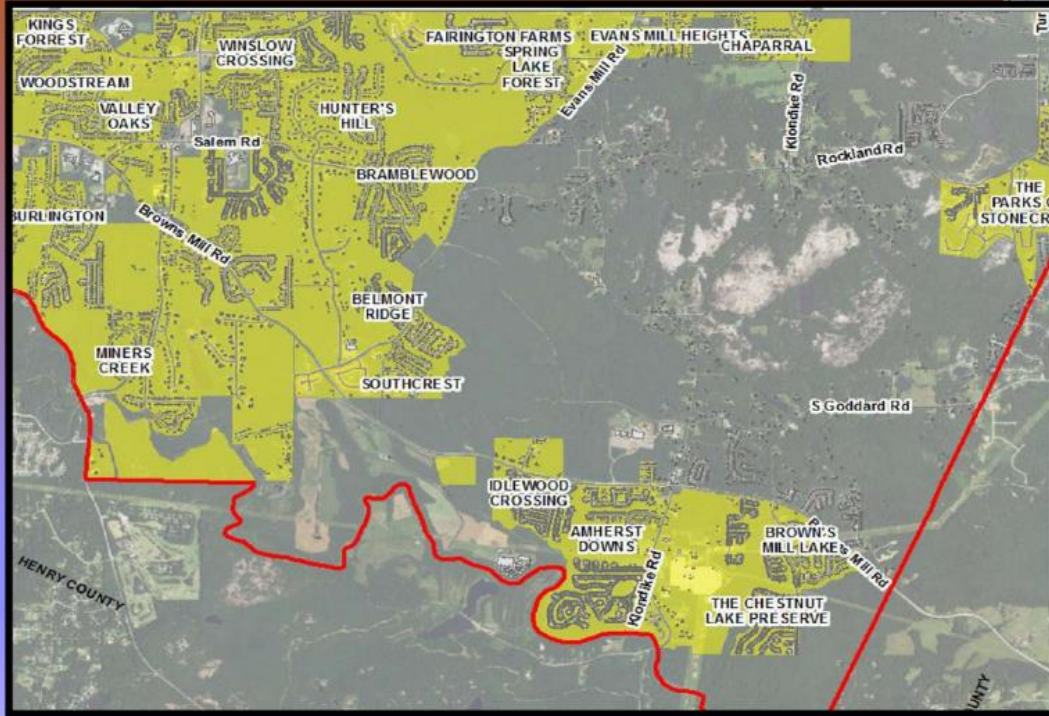 Tur
KINGS
FORREST
WINSLOW
CROSSING
FAIRINGTON FARMS
SPRING
LAKE
FOREST
EVANS MILL HEIGHTS
CHAPARRAL
WOODSTREAM
VALLEY
OAKS
HUNTER'S
HILL
Evans Mill Rd
Klondike Rd
Salem Rd
Rockland Rd
BRAMBLEWOOD
THE
PARKS O
STONECR
BURLINGTON
Browns Mill Rd
BELMONT
RIDGE
MINERS
CREEK
SOUTHCREST
S Goddard Rd
IDLEWOOD
CROSSING
AMHERST
DOWNS
BROWN'S
MILL LAKE
s Mill Rd
Klondike Rd
HENRY COUNTY
THE CHESTNUT
LAKE PRESERVE
UNTY